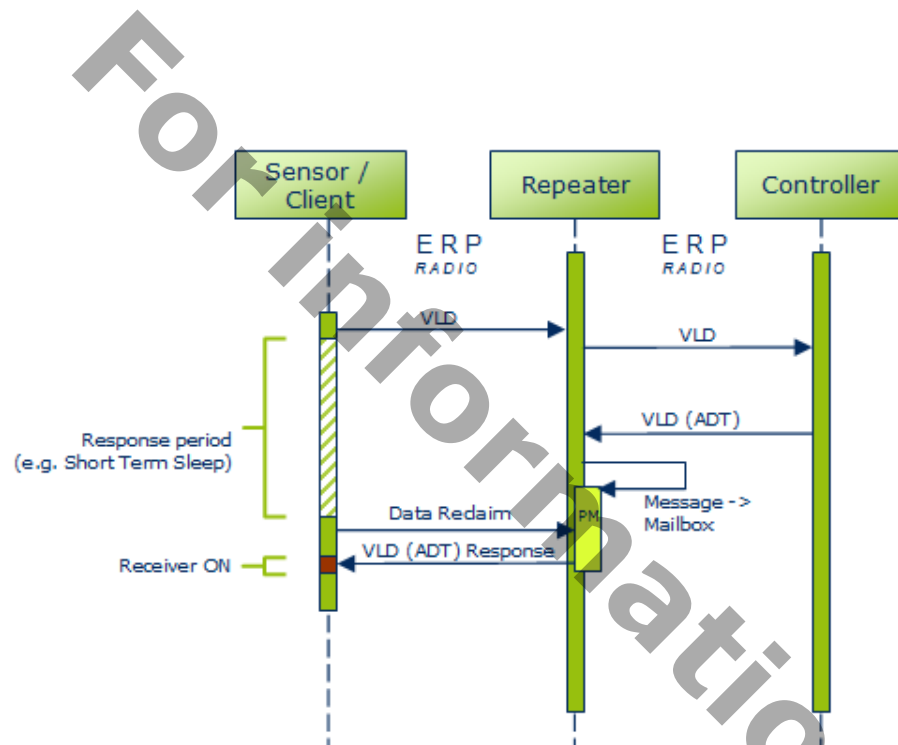 Sensor /
Client
Repeater
Controller
ERP
RADIO
ERP
RADIO
VLD
VLD
VLD (ADT)
Response period
(e.g. Short Term Sleep)
Message ->
Mailbox
Data Reclaim
PM
VLD (ADT) Response
Receiver ON
For informatio